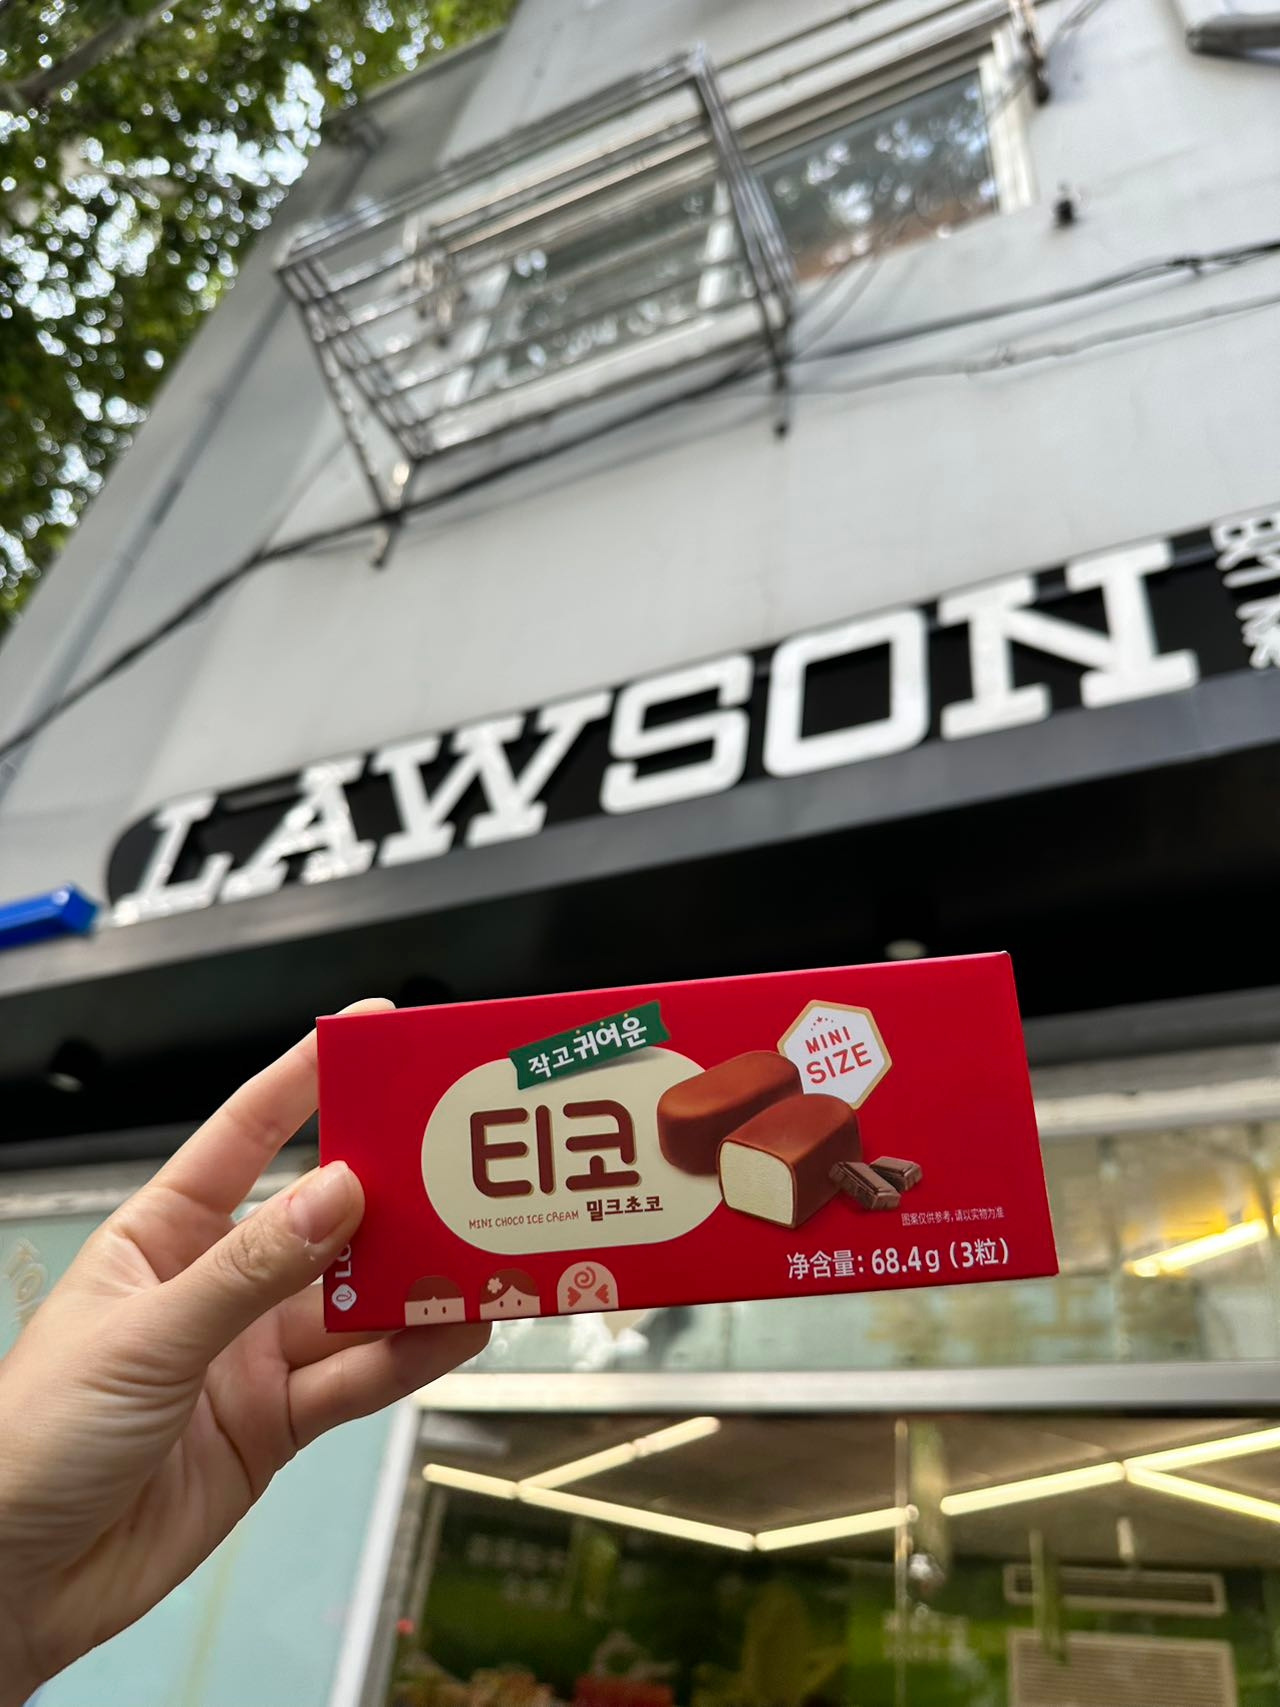 LAWSON
작고 귀여운
티코
MINI CHOCO ICE CREAM 밀크초코
MINI
SIZE
图案仅供参考,请以实物为准
净含量: 68.4g (3粒)